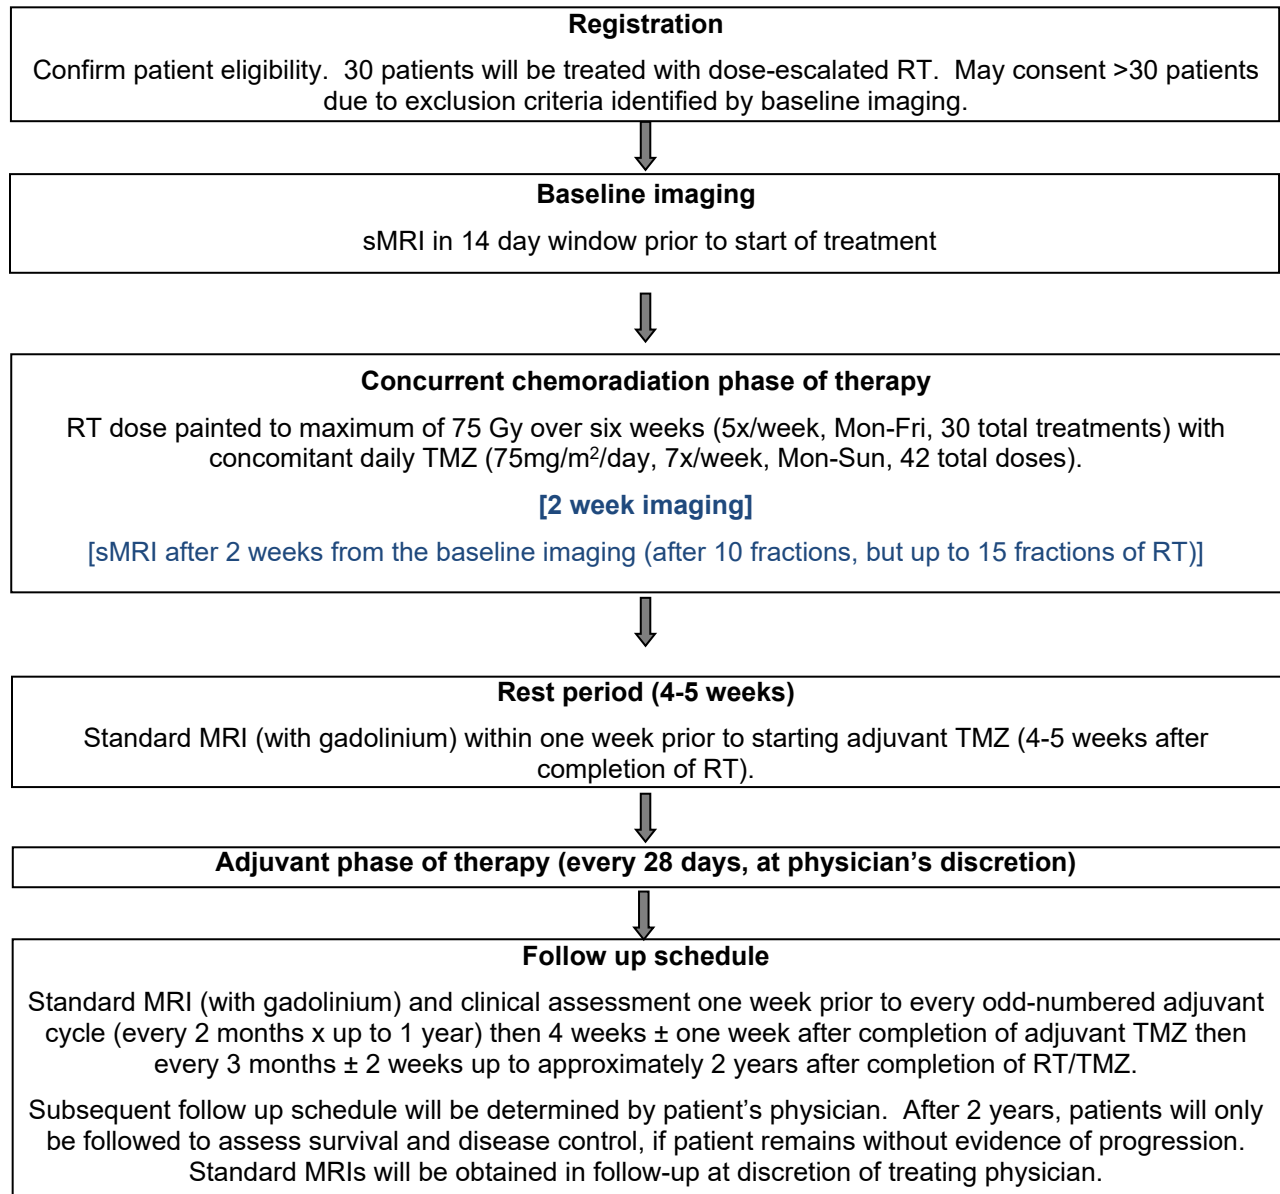 Registration
Confirm patient eligibility.  30 patients will be treated with dose-escalated RT.  May consent >30 patients
due to exclusion criteria identified by baseline imaging.
Baseline imaging
sMRI in 14 day window prior to start of treatment
Concurrent chemoradiation phase of therapy
RT dose painted to maximum of 75 Gy over six weeks (5x/week, Mon-Fri, 30 total treatments) with
concomitant daily TMZ (75mg/m²/day, 7x/week, Mon-Sun, 42 total doses).
[2 week imaging]
[sMRI after 2 weeks from the baseline imaging (after 10 fractions, but up to 15 fractions of RT)]
Rest period (4-5 weeks)
Standard MRI (with gadolinium) within one week prior to starting adjuvant TMZ (4-5 weeks after
completion of RT).
Adjuvant phase of therapy (every 28 days, at physician’s discretion)
Follow up schedule
Standard MRI (with gadolinium) and clinical assessment one week prior to every odd-numbered adjuvant
cycle (every 2 months x up to 1 year) then 4 weeks ± one week after completion of adjuvant TMZ then
every 3 months ± 2 weeks up to approximately 2 years after completion of RT/TMZ.
Subsequent follow up schedule will be determined by patient’s physician.  After 2 years, patients will only
be followed to assess survival and disease control, if patient remains without evidence of progression.
Standard MRIs will be obtained in follow-up at discretion of treating physician.